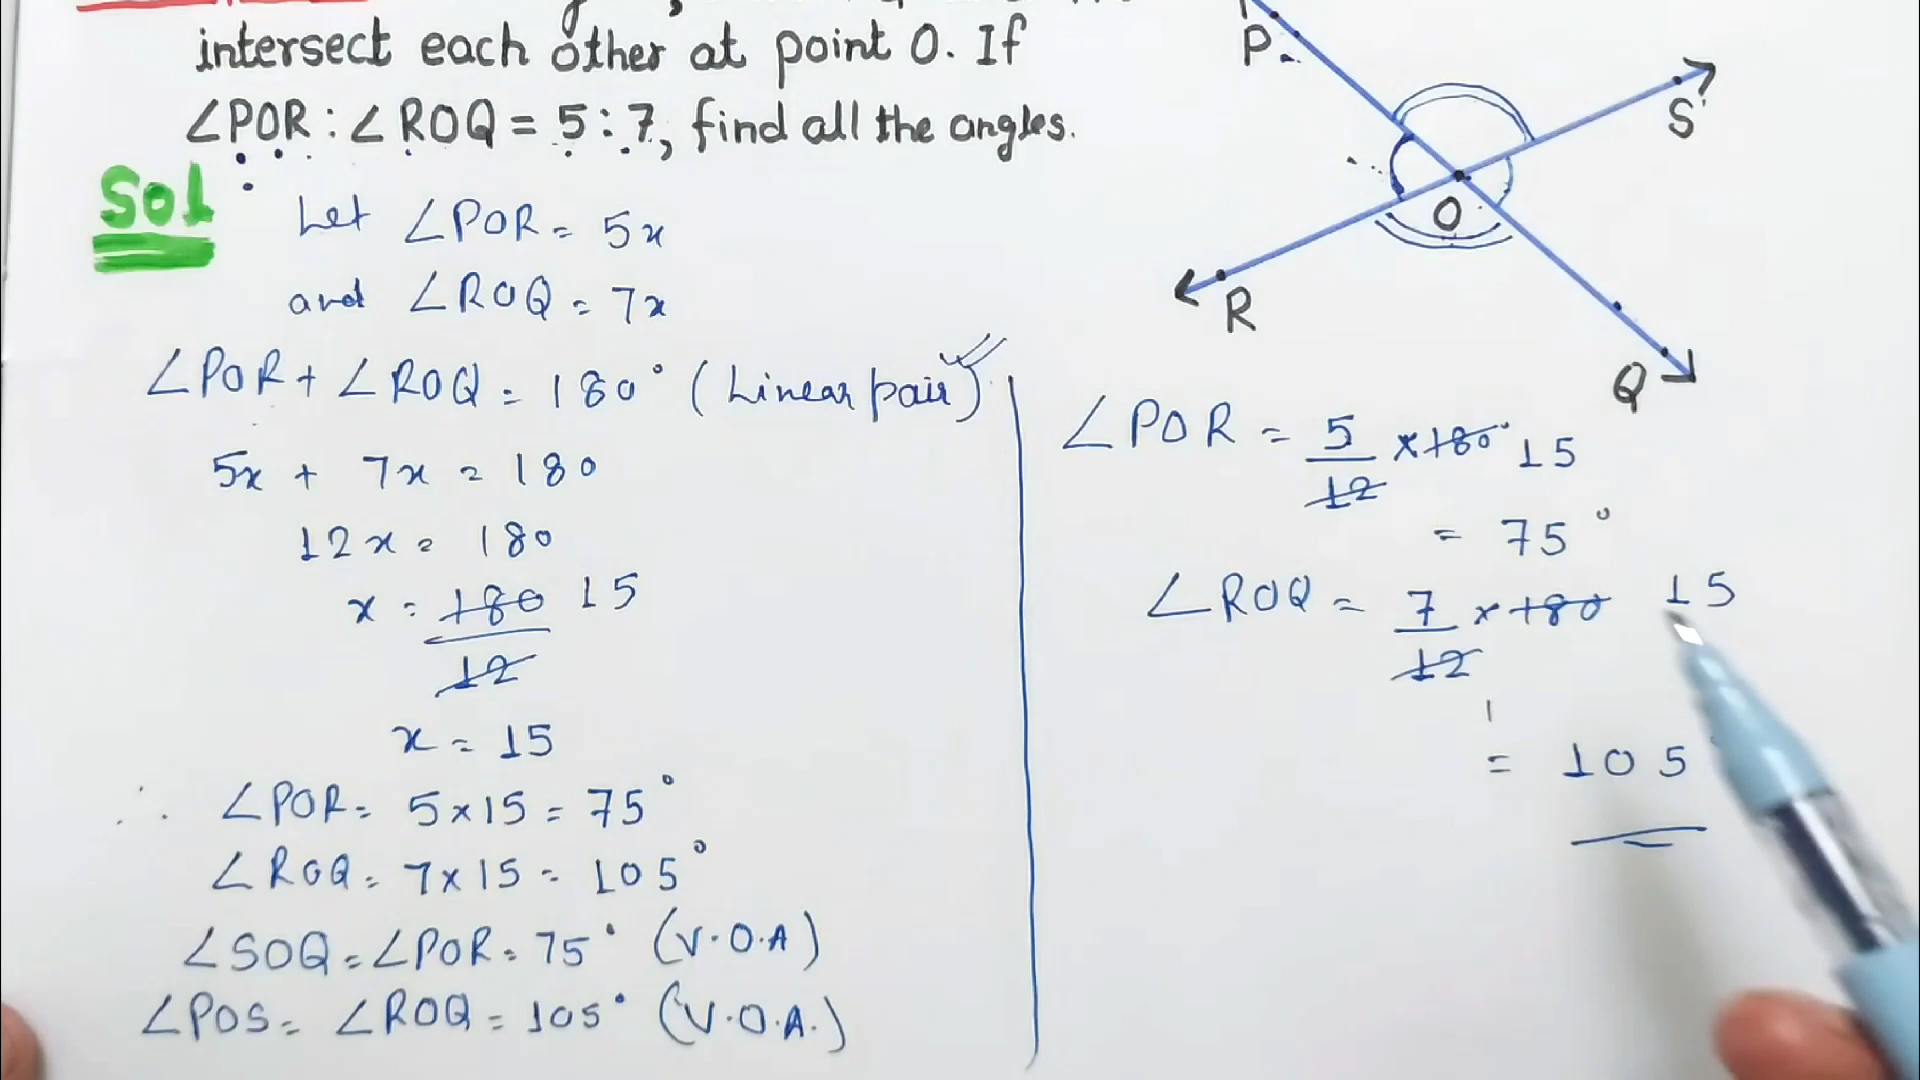 intersect each other at point O. If
∠POR : ∠ROQ = 5 : 7, find all the angles.
Sol
Let ∠POR = 5x
and ∠ROQ = 7x
∠POR + ∠ROQ = 180° (Linear pair)
5x + 7x = 180
12x = 180
x = 180 15
12
x = 15
∴ ∠POR = 5×15 = 75°
∠ROQ = 7×15 = 105°
∠SOQ = ∠POR = 75° (V.O.A)
∠POS = ∠ROQ = 105° (V.O.A.)
P
S
O
R
Q
∠POR = 5 ×180° 15
12
= 75°
∠ROQ = 7 ×180 15
12
= 105